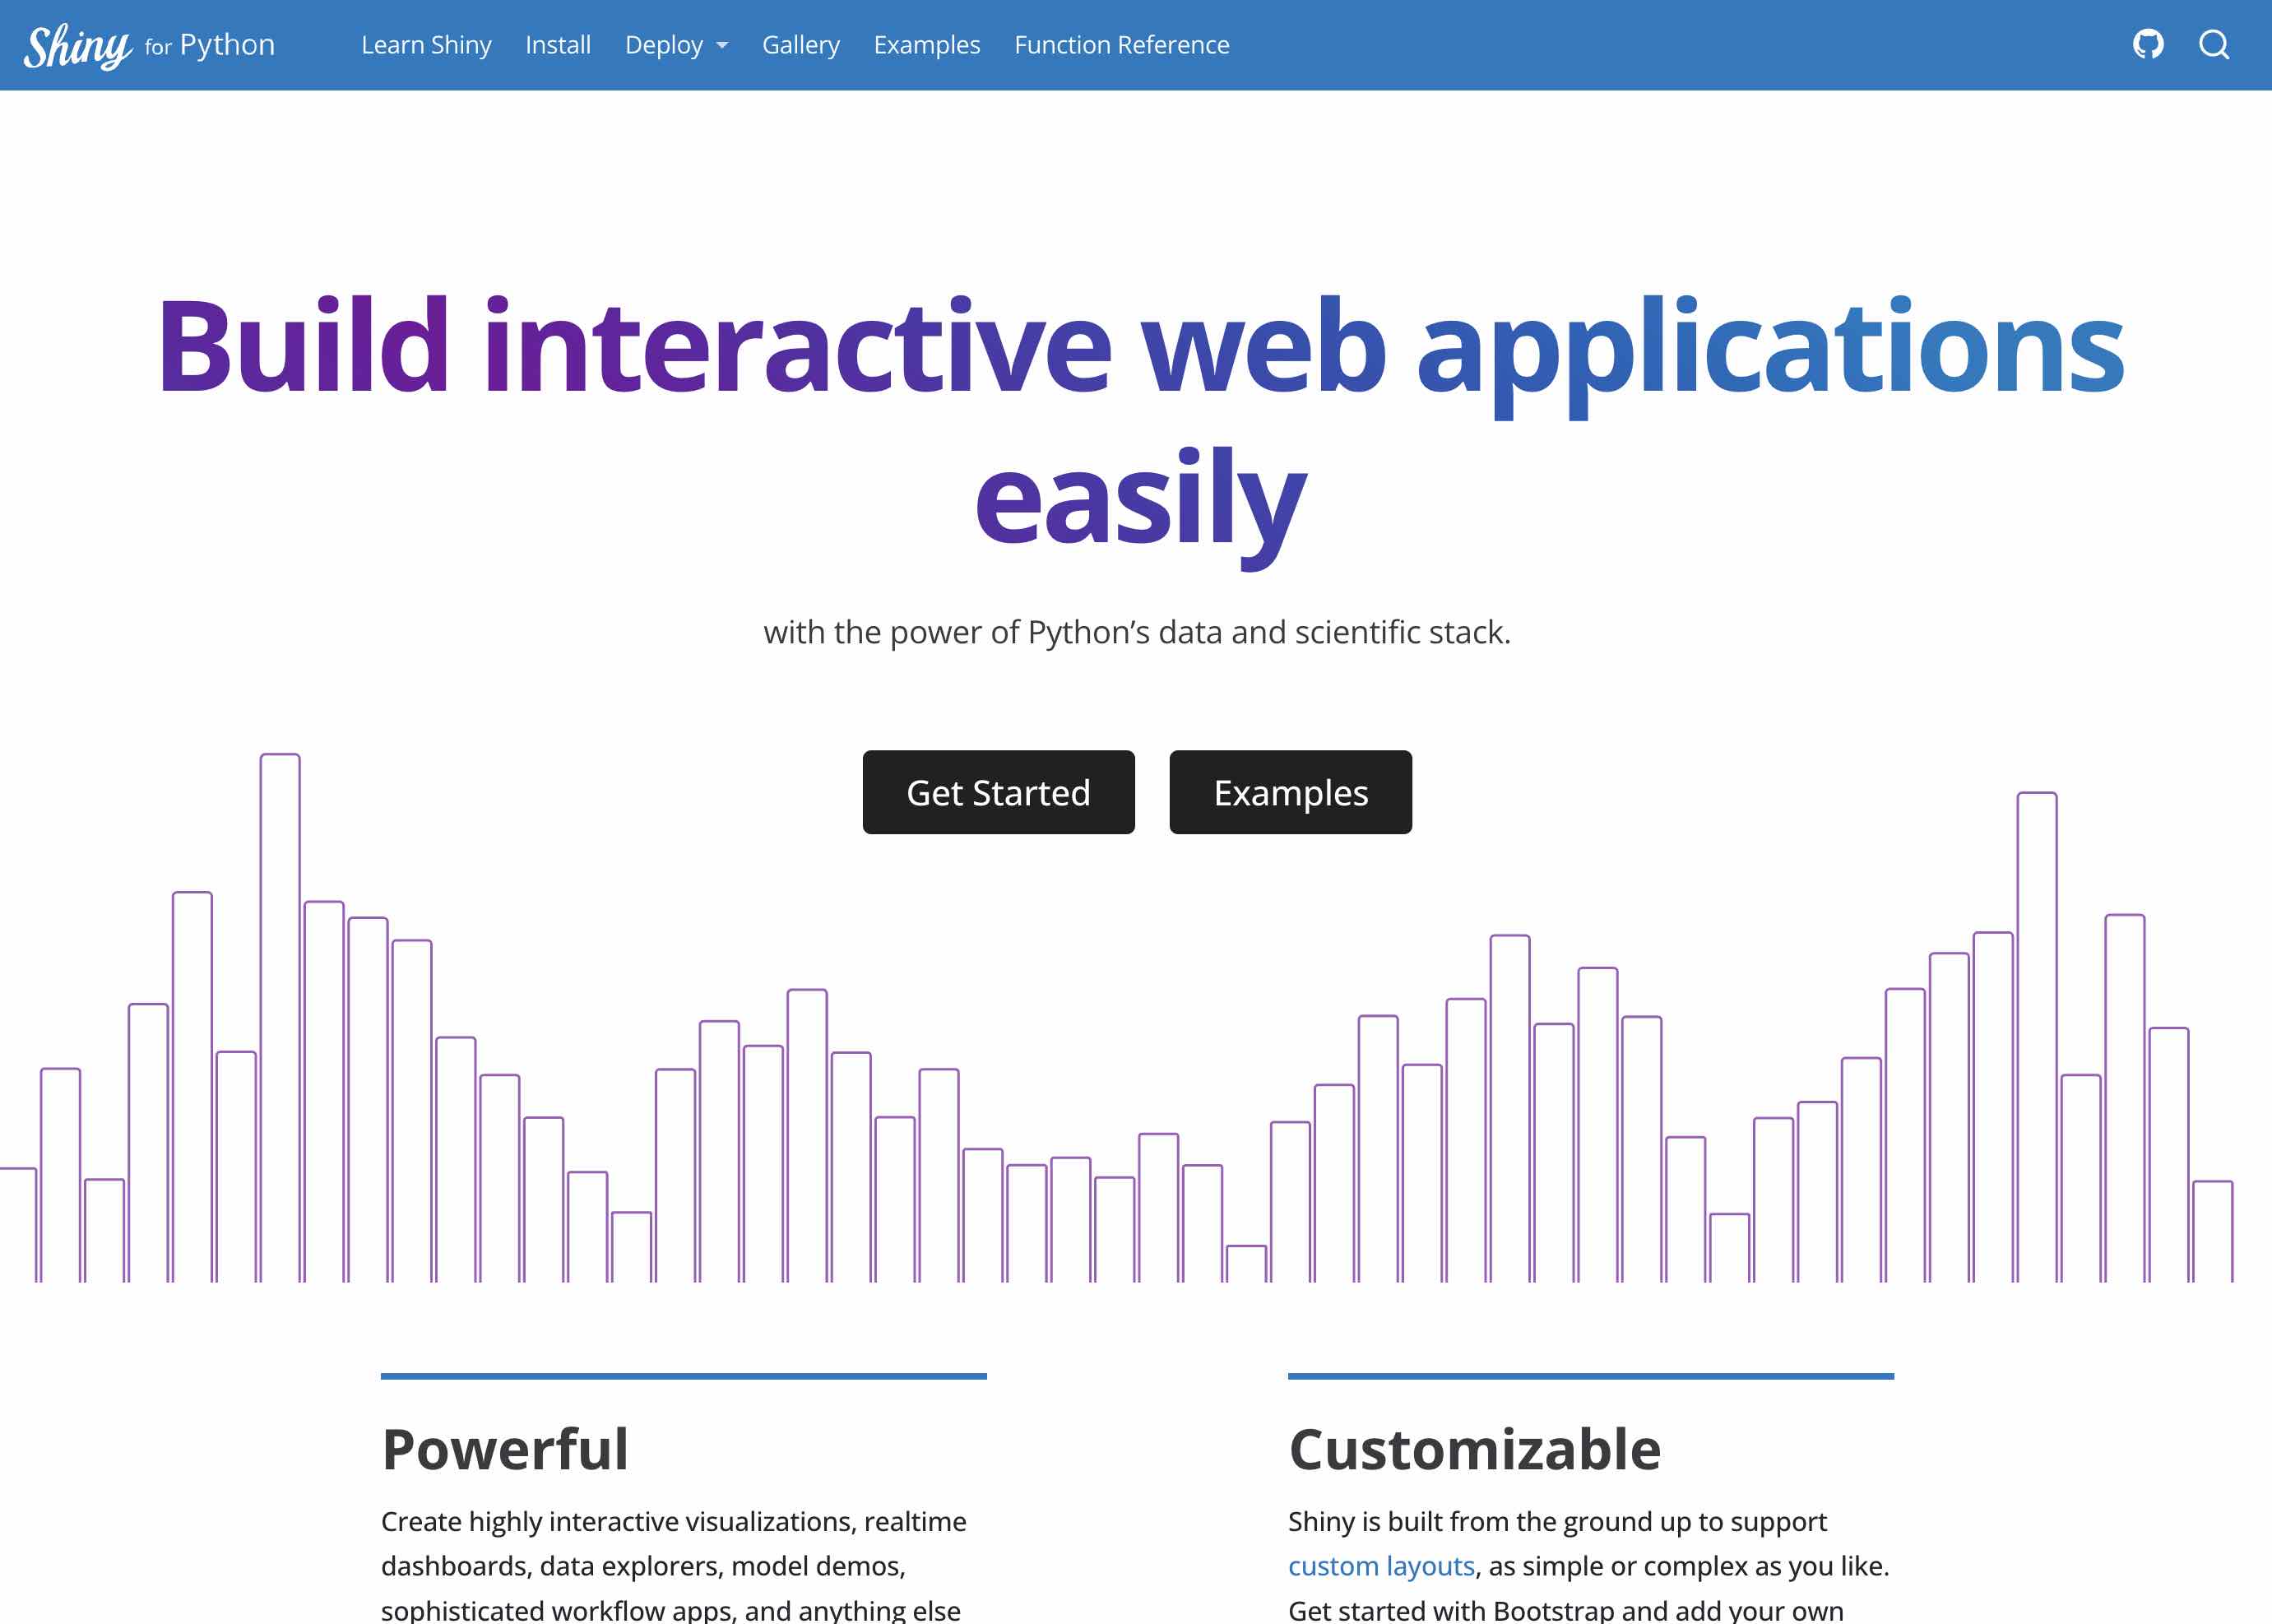 Shiny for Python Learn Shiny Install Deploy Gallery Examples Function Reference
Build interactive web applications
easily
with the power of Python’s data and scientific stack.
Get Started Examples
Powerful
Create highly interactive visualizations, realtime
dashboards, data explorers, model demos,
sophisticated workflow apps, and anything else
Customizable
Shiny is built from the ground up to support
custom layouts, as simple or complex as you like.
Get started with Bootstrap and add your own